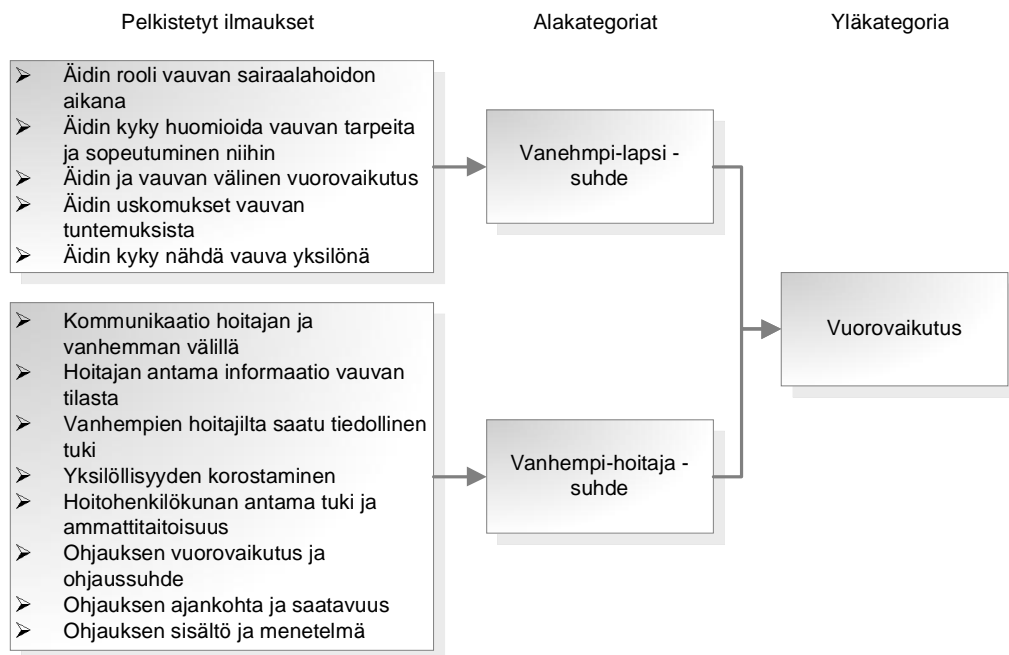 Pelkistetyt ilmaukset
Alakategoriat
Yläkategoria
➢ Äidin rooli vauvan sairaalahoidon
aikana
➢ Äidin kyky huomioida vauvan tarpeita
ja sopeutuminen niihin
➢ Äidin ja vauvan välinen vuorovaikutus
➢ Äidin uskomukset vauvan
tuntemuksista
➢ Äidin kyky nähdä vauva yksilönä
Vanehmpi-lapsi -
suhde
➢ Kommunikaatio hoitajan ja
vanhemman välillä
➢ Hoitajan antama informaatio vauvan
tilasta
➢ Vanhempien hoitajilta saatu tiedollinen
tuki
➢ Yksilöllisyyden korostaminen
➢ Hoitohenkilökunan antama tuki ja
ammattitaitoisuus
➢ Ohjauksen vuorovaikutus ja
ohjaussuhde
➢ Ohjauksen ajankohta ja saatavuus
➢ Ohjauksen sisältö ja menetelmä
Vanhempi-hoitaja -
suhde
Vuorovaikutus